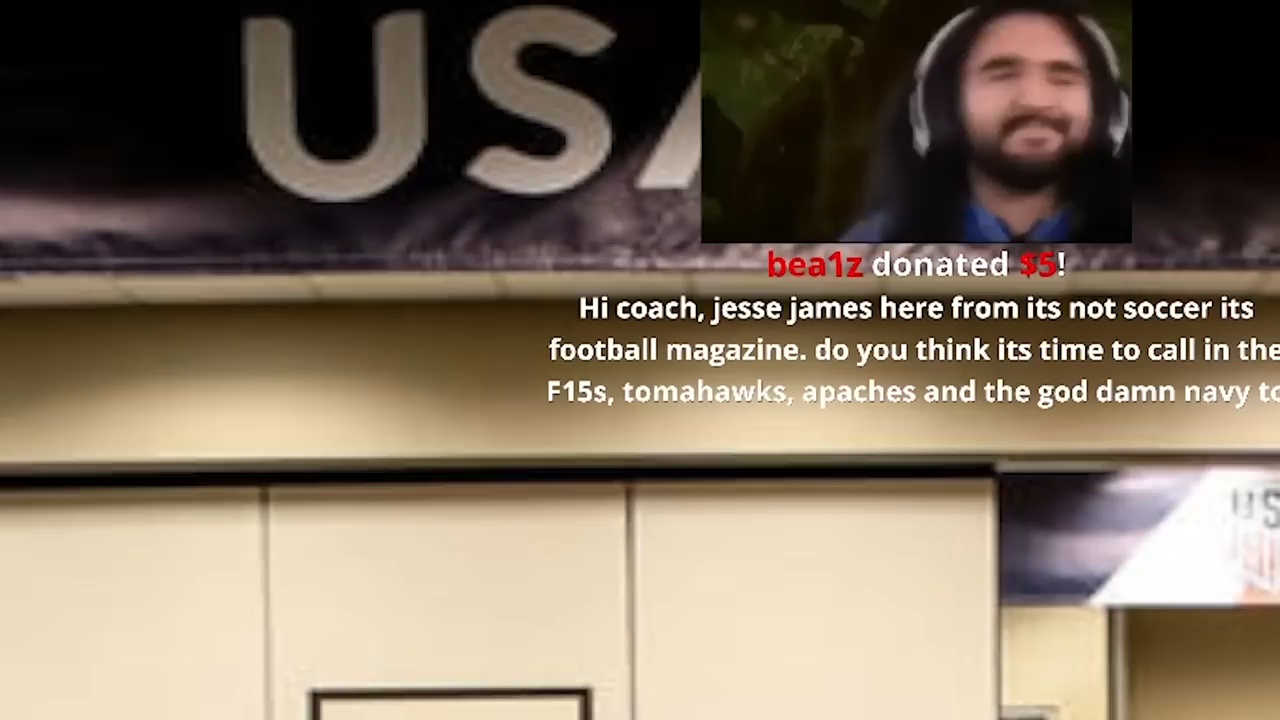 USA
bea1z donated $5!
Hi coach, jesse james here from its not soccer its
football magazine. do you think its time to call in the
F15s, tomahawks, apaches and the god damn navy to
US